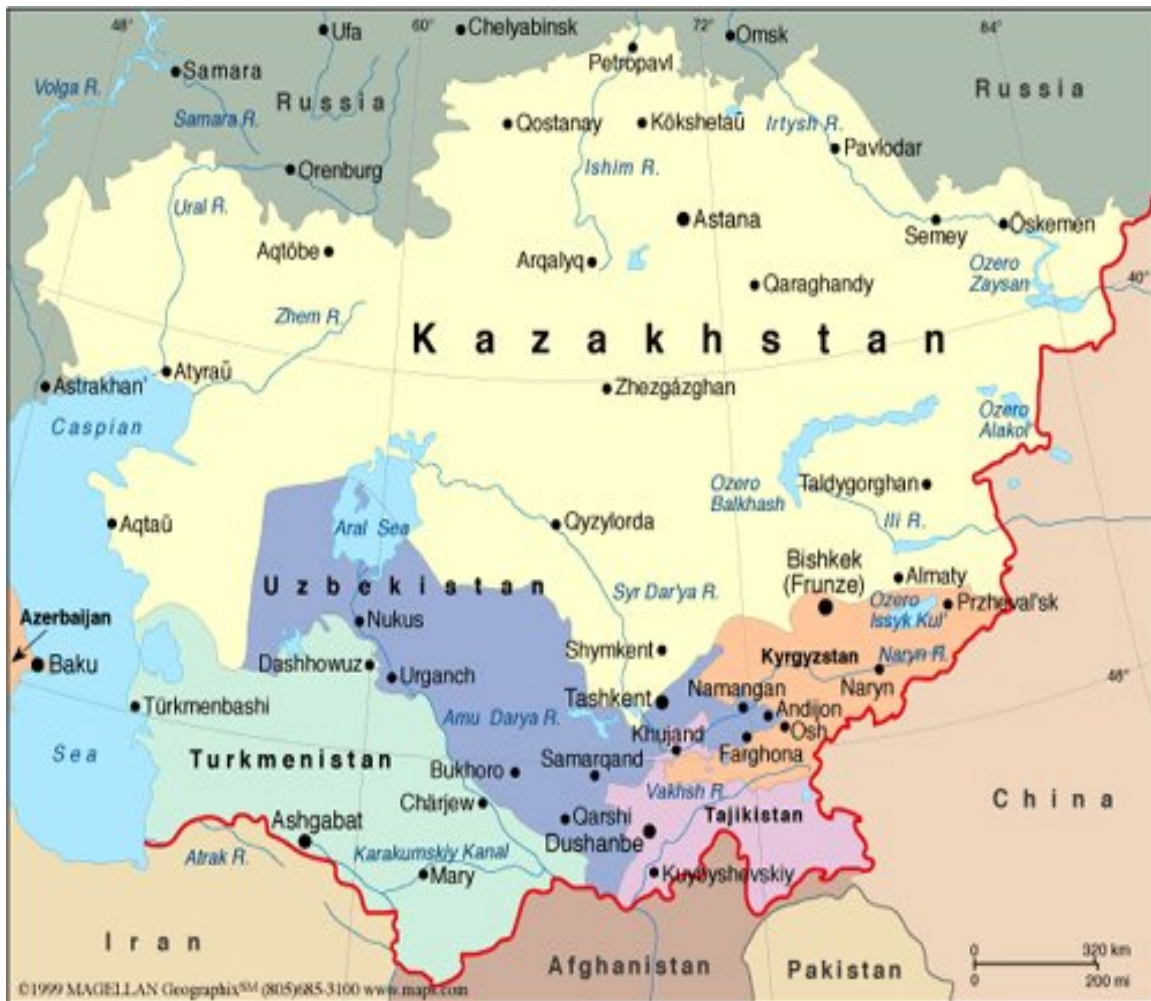 48°
60
72°
84°
Ufa
Chelyabinsk
Omsk
Petropavl
Samara
Volga R.
Russia
Russia
Samara R.
Qostanay
Kökshetaū
Irtysh R.
Pavlodar
Orenburg
Ishim R.
Ural R.
Astana
Semey
Öskemen
Aqtöbe
Arqalyq
Ozero
Zaysan
40°
Qaraghandy
Zhem R.
Kazakhstan
Atyraū
Astrakhan'
Zhezgázghan
Caspian
Ozero
Alakol
Ozero
Balkhash
Taldygorghan
Aqtaū
Aral Sea
Qyzylorda
Ili R.
Bishkek
(Frunze)
Almaty
Uzbekistan
Syr Dar'ya R.
Ozero
Issyk Kul'
Przheval'sk
Azerbaijan
Nukus
Baku
Dashhowuz
Urganch
Shymkent
Kyrgyzstan
Naryn R.
Naryn
48°
Türkmenbashi
Amu Darya R.
Tashkent
Namangan
Andijon
Osh
Khujand
Farghona
Sea
Turkmenistan
Bukhoro
Samarqand
Vakhsh R.
China
Chärjew
Qarshi
Tajikistan
Ashgabat
Dushanbe
Atrak R.
Karakumskiy Kanal
Mary
Kuybyshevskiy
Iran
Afghanistan
Pakistan
0 320 km
0 200 mi
©1999 MAGELLAN Geographix℠ (805)685-3100 www.maps.com